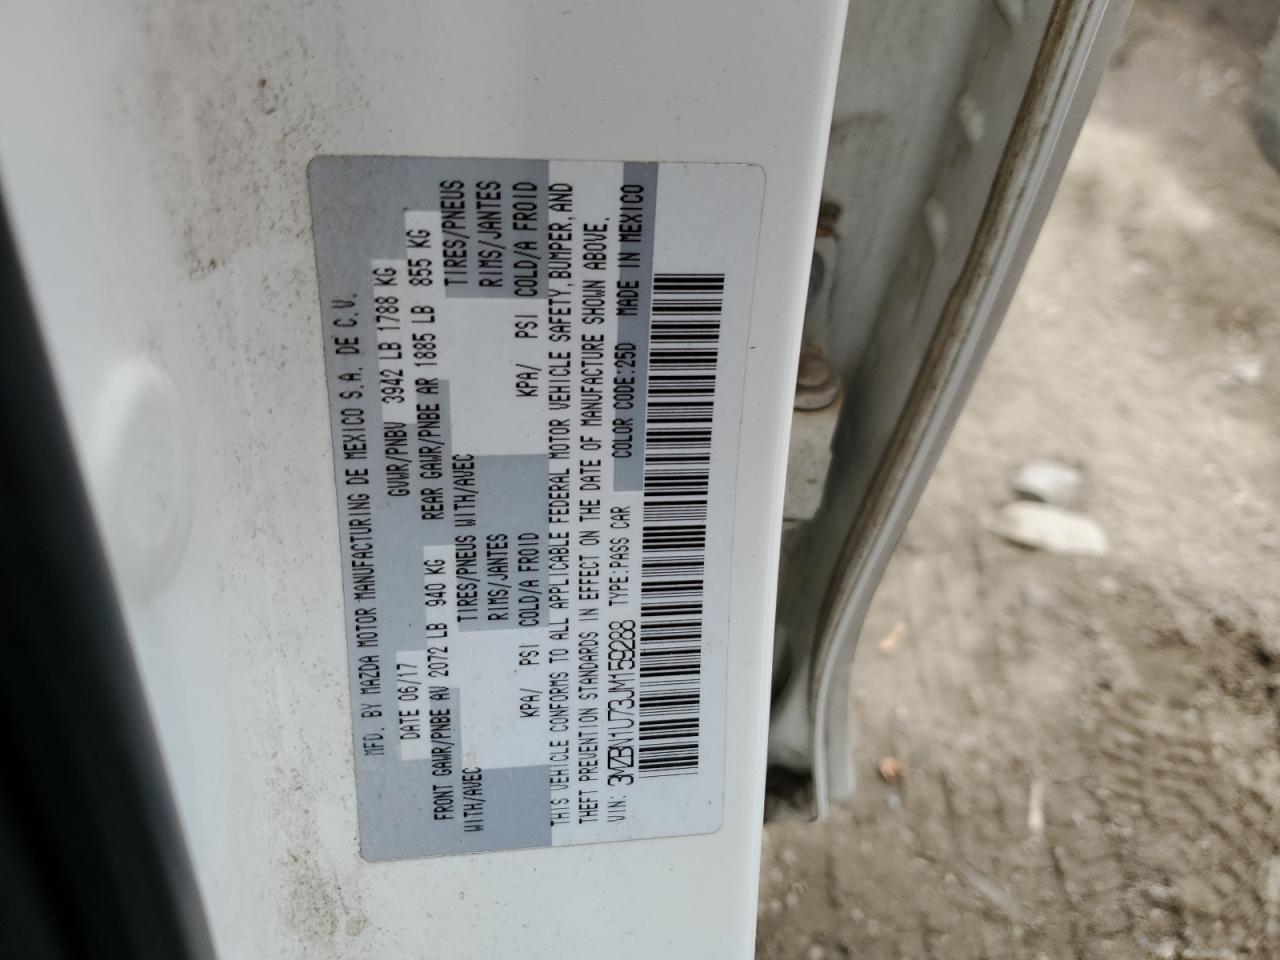 MFD. BY MAZDA MOTOR MANUFACTURING DE MEXICO S.A. DE C.V.
DATE 06/17 GVWR/PNBV 3942 LB 1788 KG
FRONT GAWR/PNBE AV 2072 LB 940 KG REAR GAWR/PNBE AR 1885 LB 855 KG
WITH/AVEC TIRES/PNEUS WITH/AVEC TIRES/PNEUS
RIMS/JANTES RIMS/JANTES
KPA/ PSI COLD/A FROID KPA/ PSI COLD/A FROID
THIS VEHICLE CONFORMS TO ALL APPLICABLE FEDERAL MOTOR VEHICLE SAFETY, BUMPER, AND
THEFT PREVENTION STANDARDS IN EFFECT ON THE DATE OF MANUFACTURE SHOWN ABOVE.
VIN: 3MZBN1U73JM159288 TYPE:PASS CAR COLOR CODE:25D MADE IN MEXICO